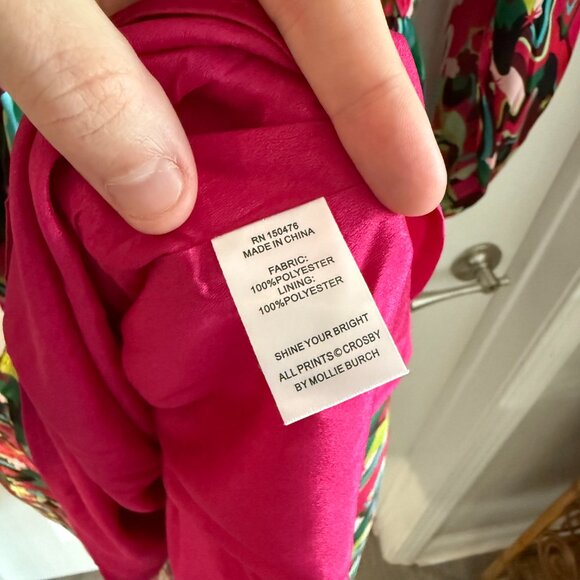 RN 150476
MADE IN CHINA
FABRIC:
100%POLYESTER
LINING:
100%POLYESTER
SHINE YOUR BRIGHT
ALL PRINTS© CROSBY
BY MOLLIE BURCH